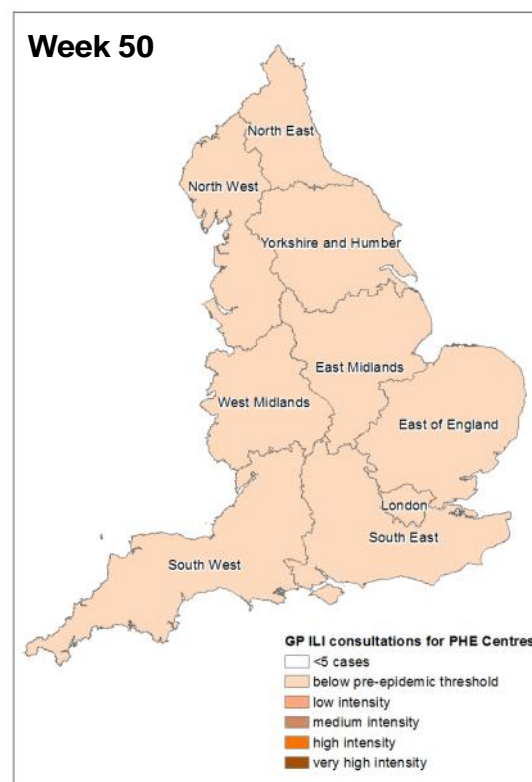 Week 50
North East
North West
Yorkshire and Humber
East Midlands
West Midlands
East of England
London
South East
South West
GP ILI consultations for PHE Centres
<5 cases
below pre-epidemic threshold
low intensity
medium intensity
high intensity
very high intensity